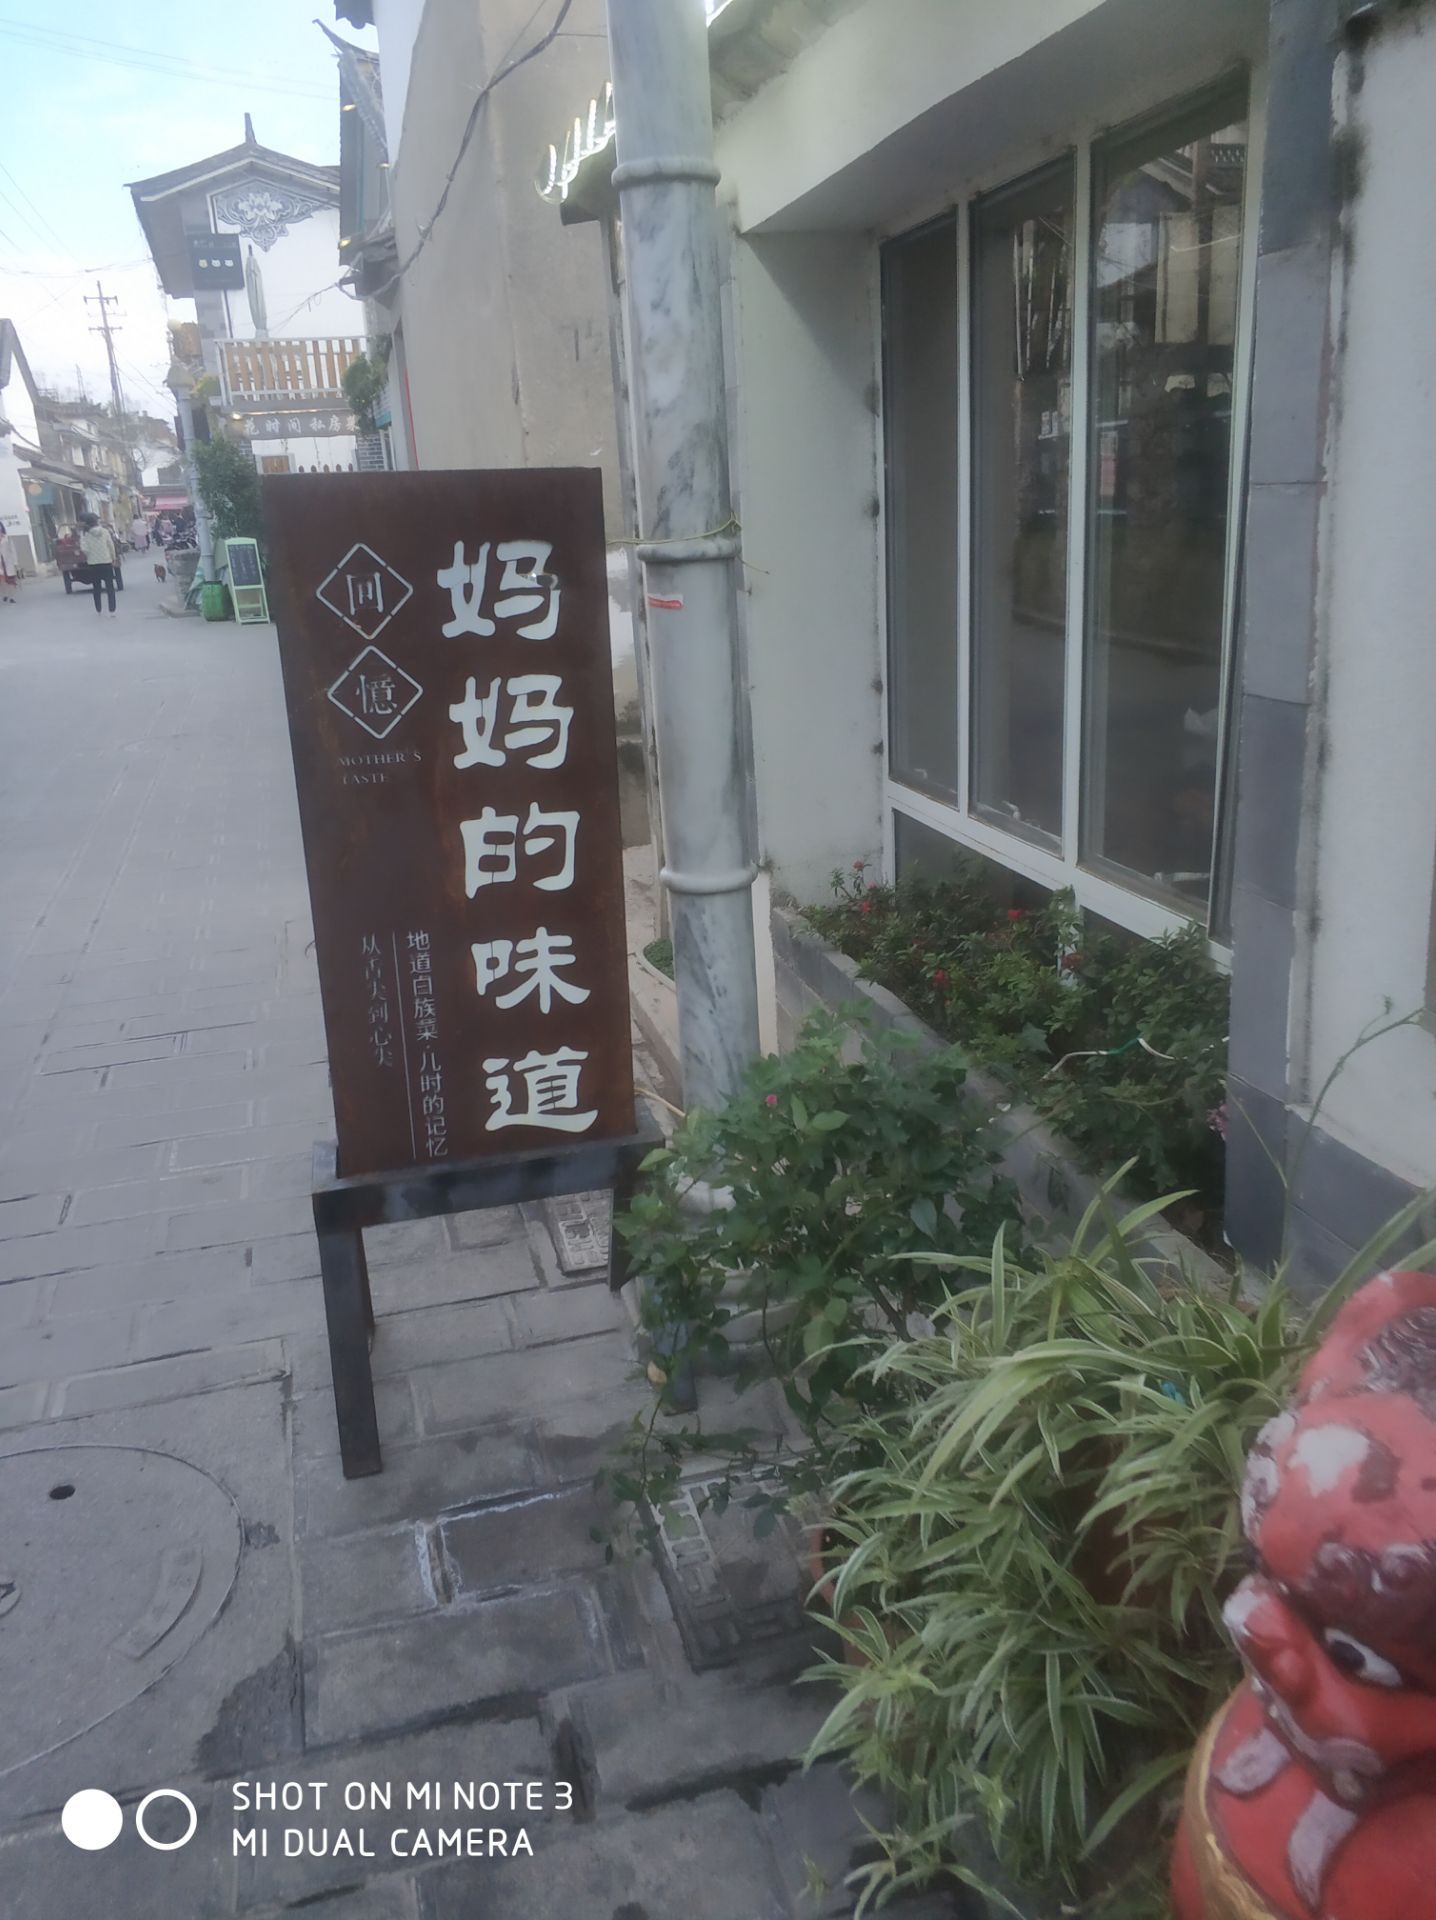 妈妈的味道
回憶
MOTHER'S
TASTE
地道白族菜 儿时的记忆
从舌尖到心尖
花时间私房菜
SHOT ON MI NOTE 3
MI DUAL CAMERA